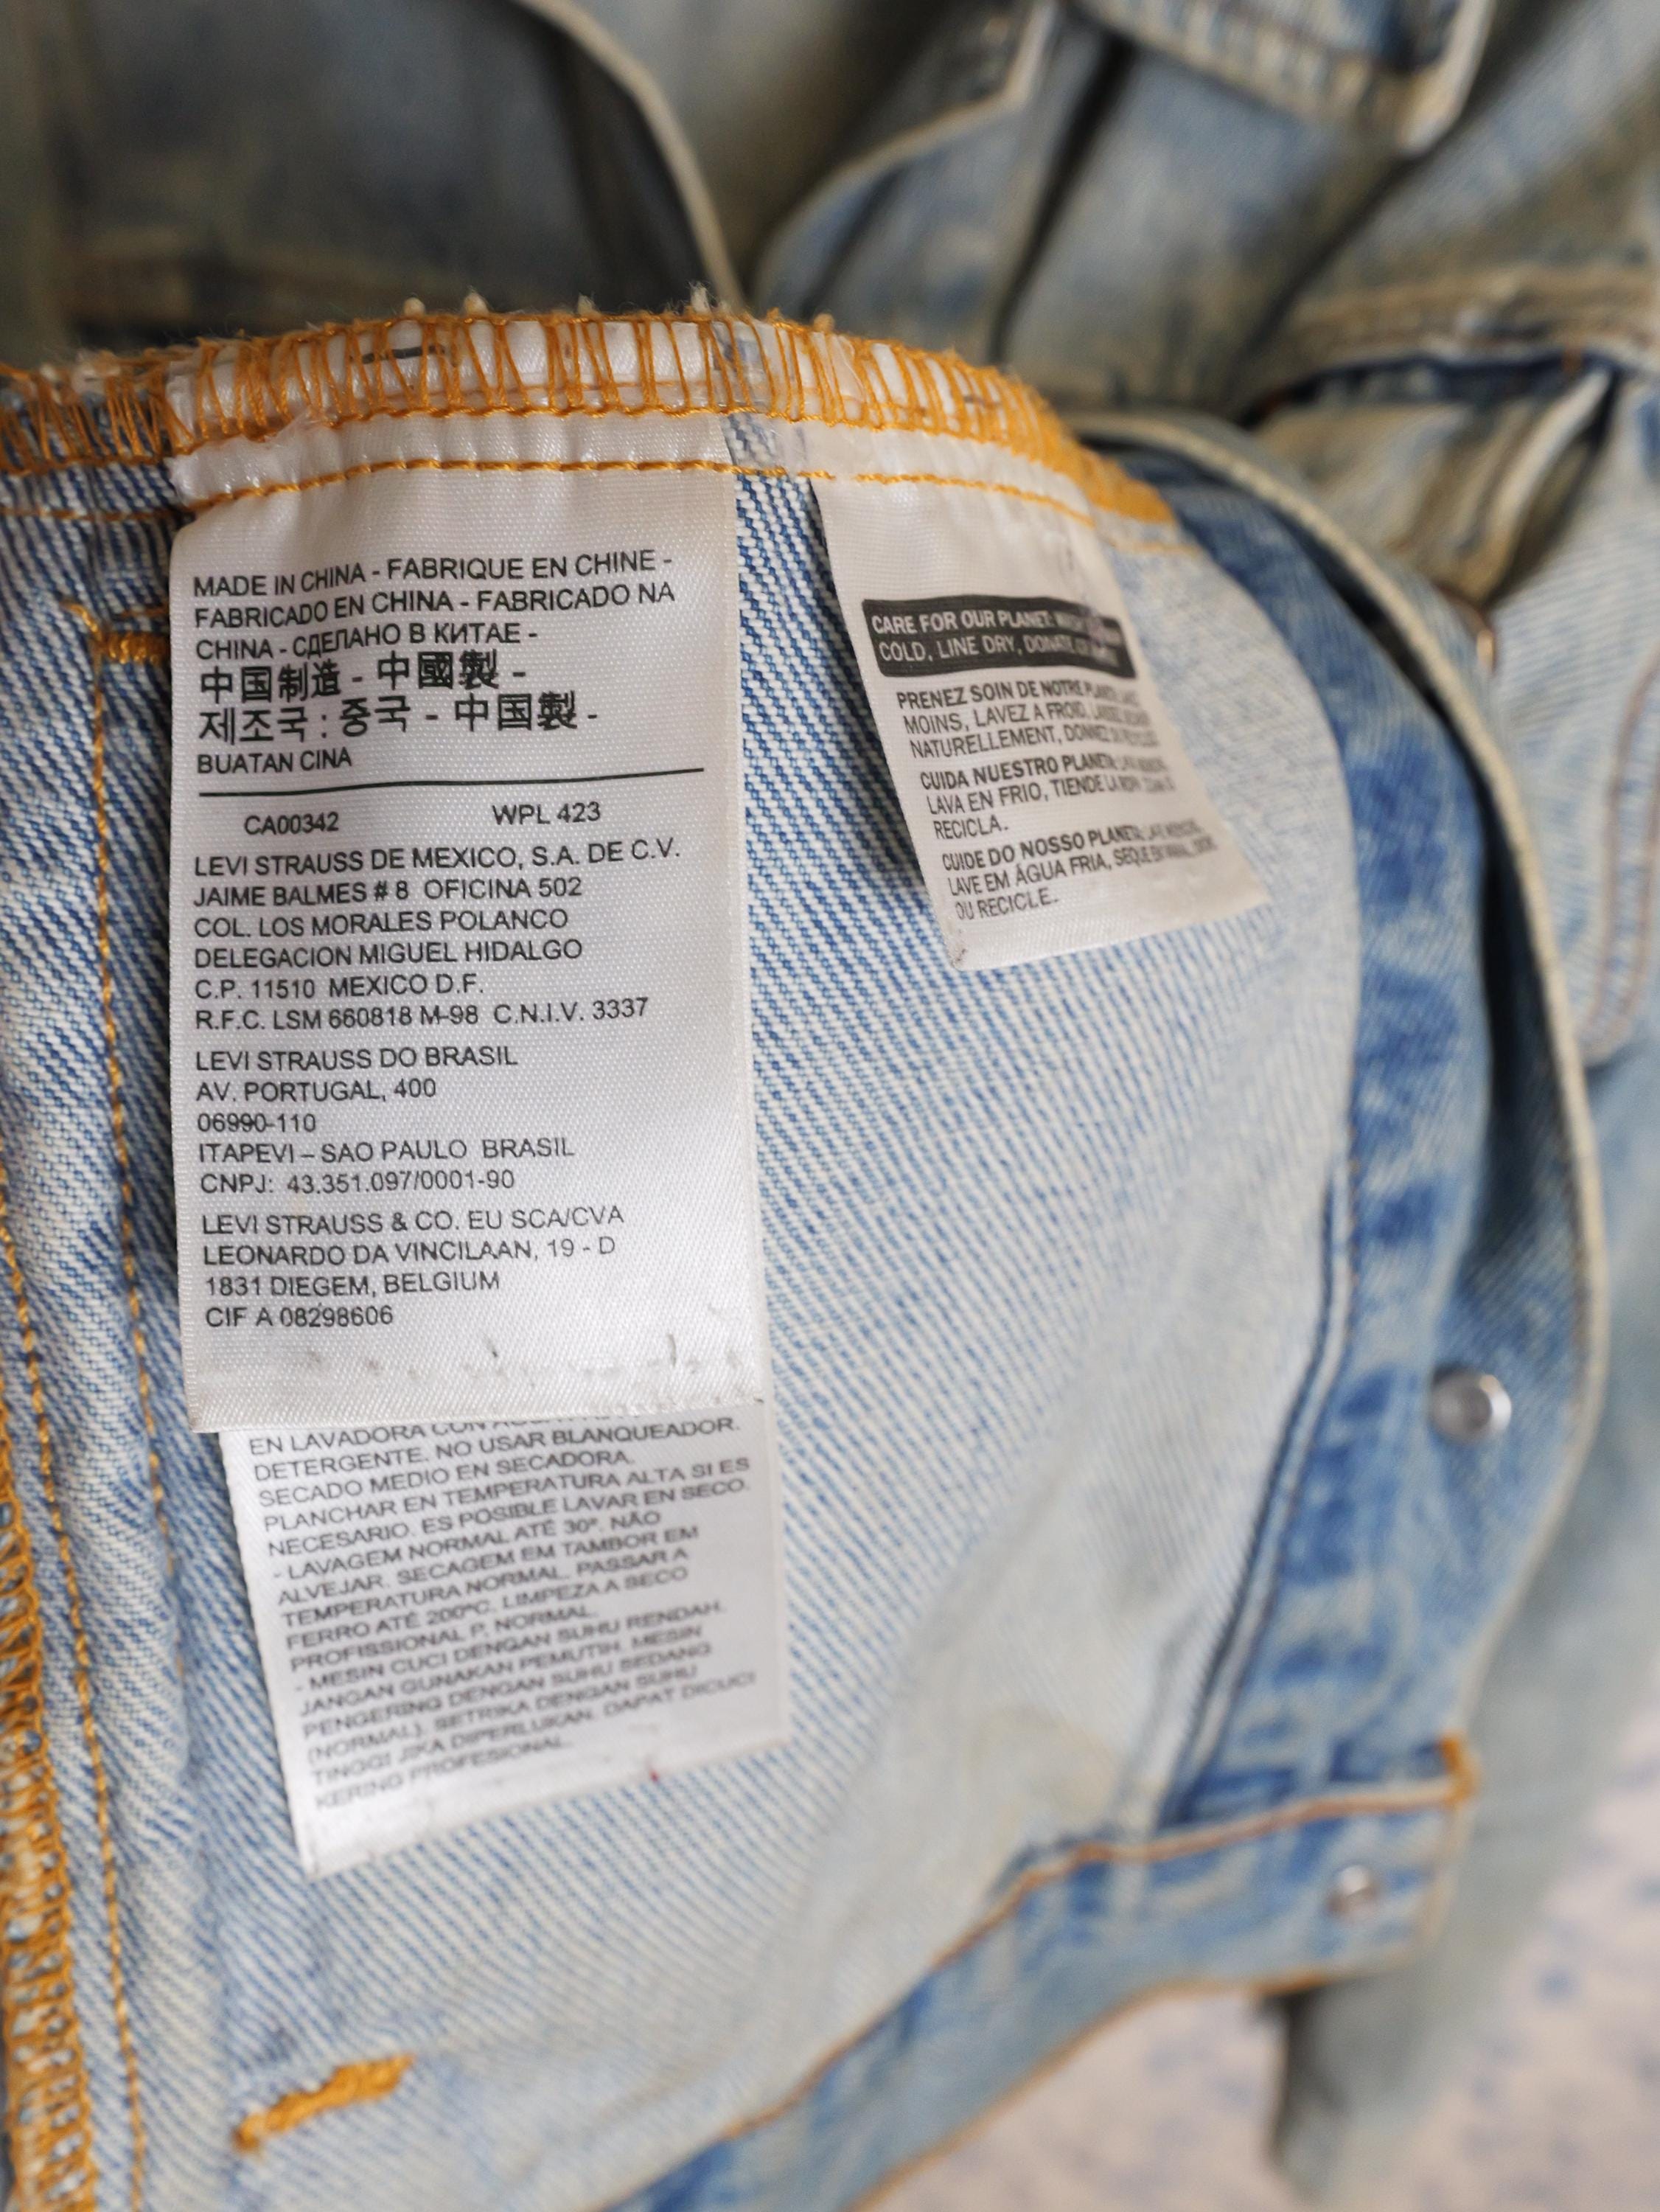 MADE IN CHINA - FABRIQUE EN CHINE -
FABRICADO EN CHINA - FABRICADO NA
CHINA - СДЕЛАНО В КИТАЕ -
中国制造 - 中國製 -
제조국 : 중국 - 中国製 -
BUATAN CINA
CA00342 WPL 423
LEVI STRAUSS DE MEXICO, S.A. DE C.V.
JAIME BALMES # 8 OFICINA 502
COL. LOS MORALES POLANCO
DELEGACION MIGUEL HIDALGO
C.P. 11510 MEXICO D.F.
R.F.C. LSM 660818 M-98 C.N.I.V. 3337
LEVI STRAUSS DO BRASIL
AV. PORTUGAL, 400
06990-110
ITAPEVI – SAO PAULO BRASIL
CNPJ: 43.351.097/0001-90
LEVI STRAUSS & CO. EU SCA/CVA
LEONARDO DA VINCILAAN, 19 - D
1831 DIEGEM, BELGIUM
CIF A 08298606
EN LAVADORA CON
DETERGENTE. NO USAR BLANQUEADOR.
SECADO MEDIO EN SECADORA.
PLANCHAR EN TEMPERATURA ALTA SI ES
NECESARIO. ES POSIBLE LAVAR EN SECO.
- LAVAGEM NORMAL ATÉ 30°. NÃO
ALVEJAR. SECAGEM EM TAMBOR EM
TEMPERATURA NORMAL. PASSAR A
FERRO ATÉ 200ºC. LIMPEZA A SECO
PROFISSIONAL P. NORMAL.
- MESIN CUCI DENGAN SUHU RENDAH.
JANGAN GUNAKAN PEMUTIH. MESIN
PENGERING DENGAN SUHU SEDANG
(NORMAL). SETRIKA DENGAN SUHU
TINGGI JIKA DIPERLUKAN. DAPAT DICUCI
KERING PROFESIONAL.
CARE FOR OUR PLANET:
COLD, LINE DRY, DONATE OR
PRENEZ SOIN DE NOTRE
MOINS, LAVEZ A FROID,
NATURELLEMENT,
CUIDA NUESTRO PLANETA:
LAVA EN FRIO, TIENDE LA
RECICLA.
CUIDE DO NOSSO PLANETA:
LAVE EM ÁGUA FRIA, SEQUE
OU RECICLE.